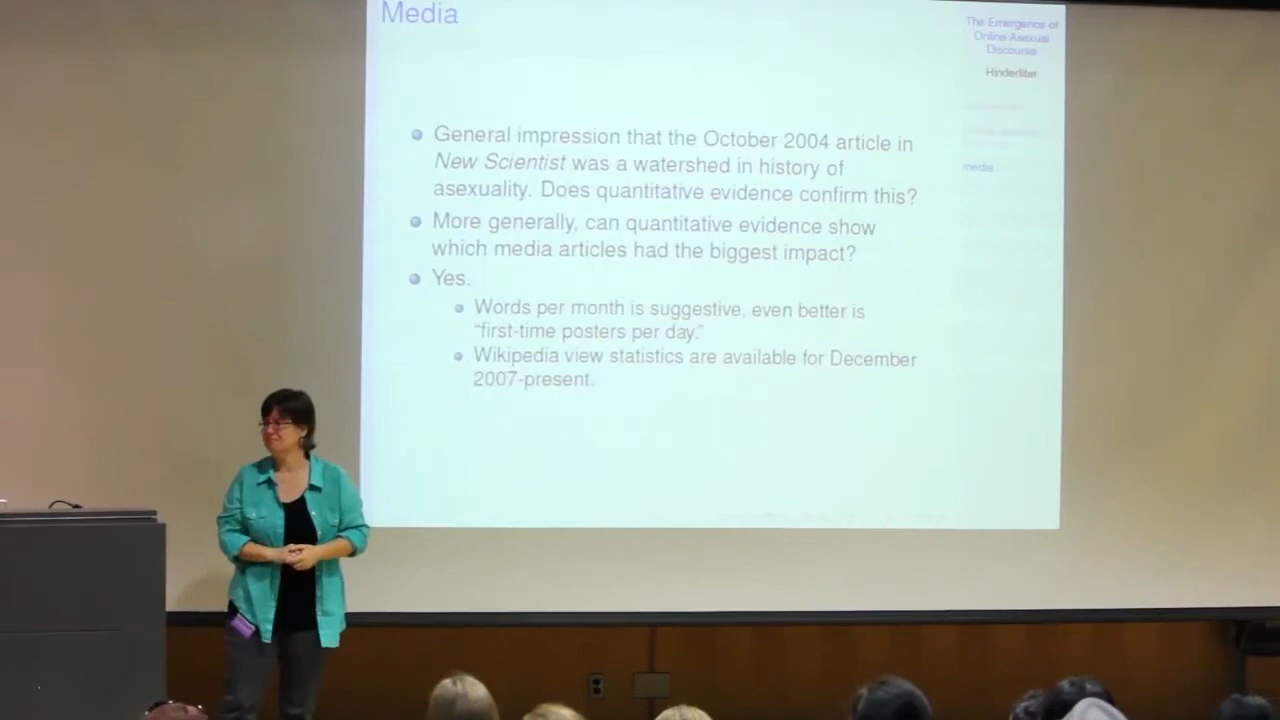 Media
The Emergence of
Online Asexual
Discourse
Hinderliter
media
General impression that the October 2004 article in
New Scientist was a watershed in history of
asexuality. Does quantitative evidence confirm this?
More generally, can quantitative evidence show
which media articles had the biggest impact?
Yes.
Words per month is suggestive, even better is
“first-time posters per day.”
Wikipedia view statistics are available for December
2007-present.